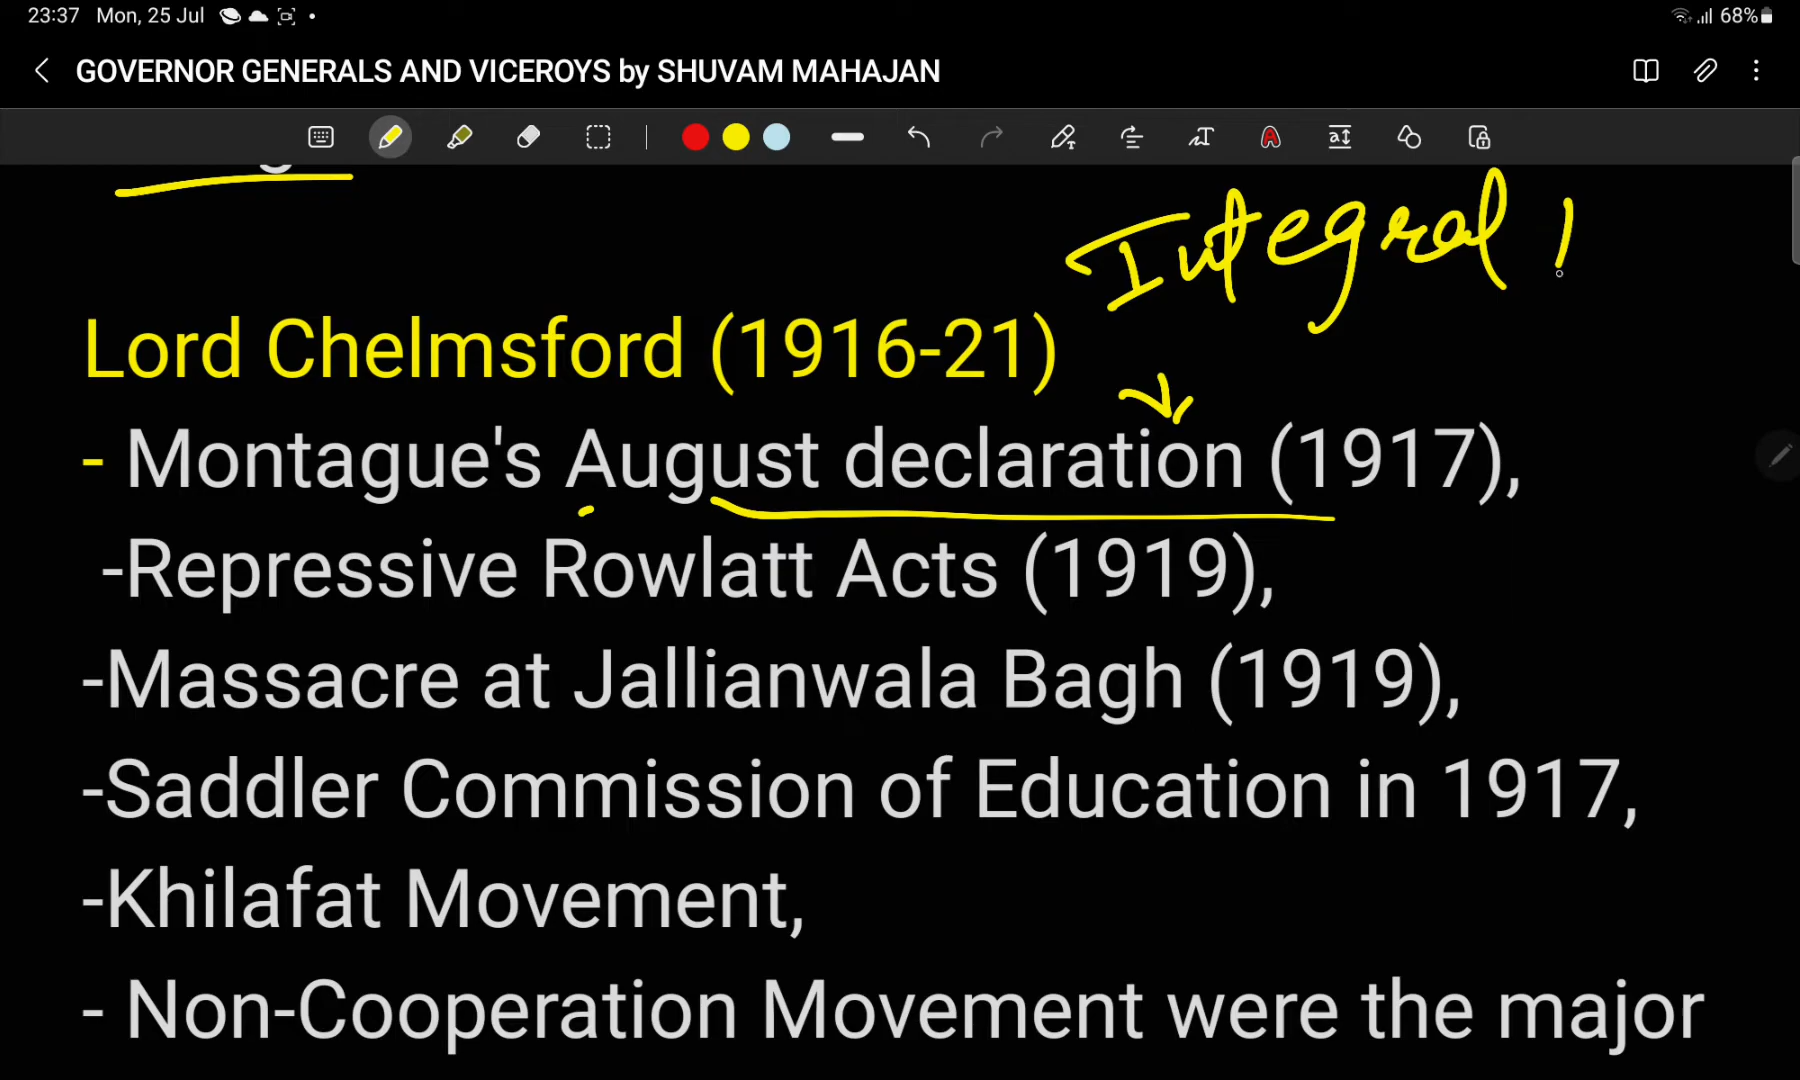 23:37 Mon, 25 Jul 68%
GOVERNOR GENERALS AND VICEROYS by SHUVAM MAHAJAN
Integral !
Lord Chelmsford (1916-21)
- Montague's August declaration (1917),
-Repressive Rowlatt Acts (1919),
-Massacre at Jallianwala Bagh (1919),
-Saddler Commission of Education in 1917,
-Khilafat Movement,
- Non-Cooperation Movement were the major